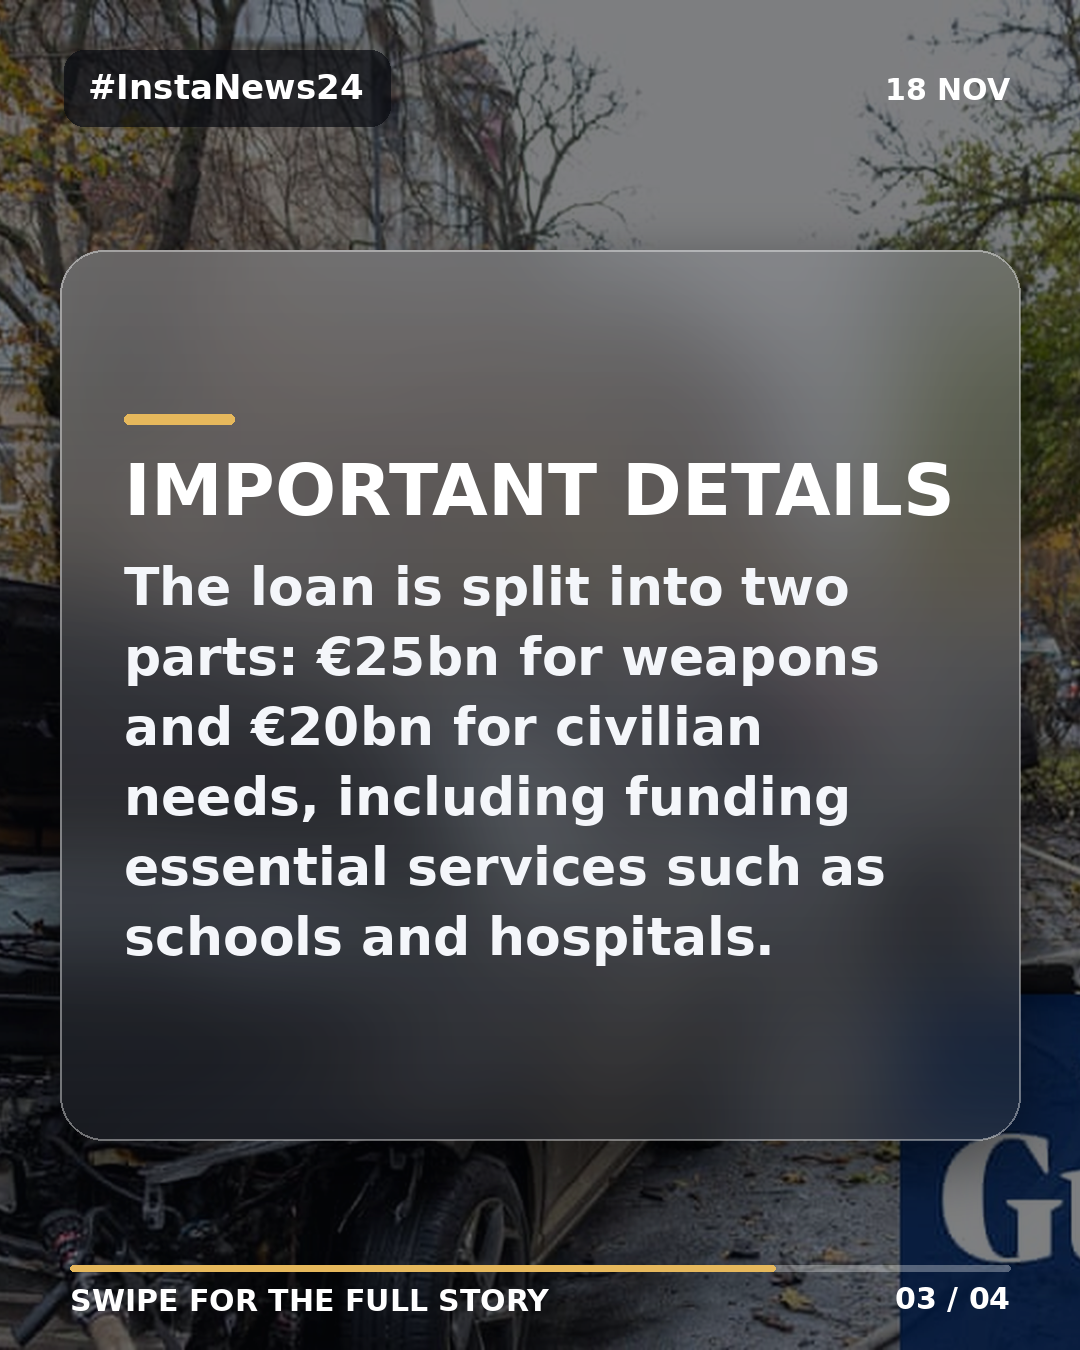 #InstaNews24
18 NOV
IMPORTANT DETAILS
The loan is split into two
parts: €25bn for weapons
and €20bn for civilian
needs, including funding
essential services such as
schools and hospitals.
G
SWIPE FOR THE FULL STORY
03 / 04